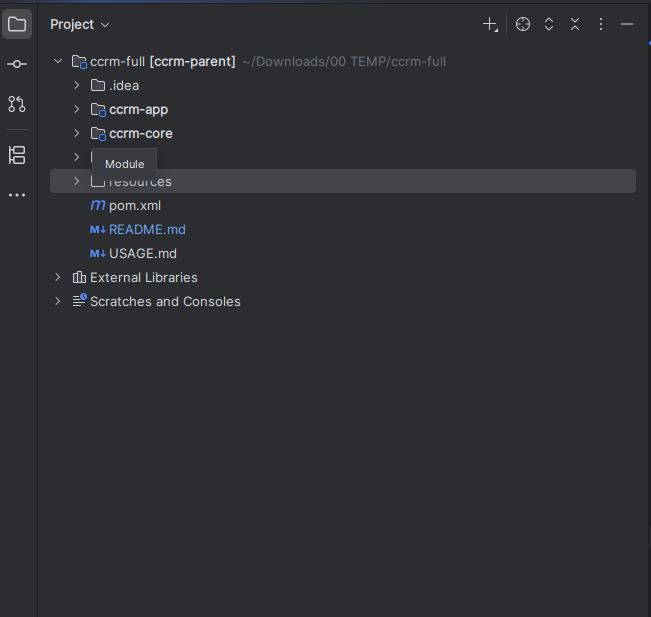 Project
ccrm-full [ccrm-parent] ~/Downloads/00 TEMP/ccrm-full
.idea
ccrm-app
ccrm-core
Module
resources
pom.xml
M↓ README.md
M↓ USAGE.md
External Libraries
Scratches and Consoles